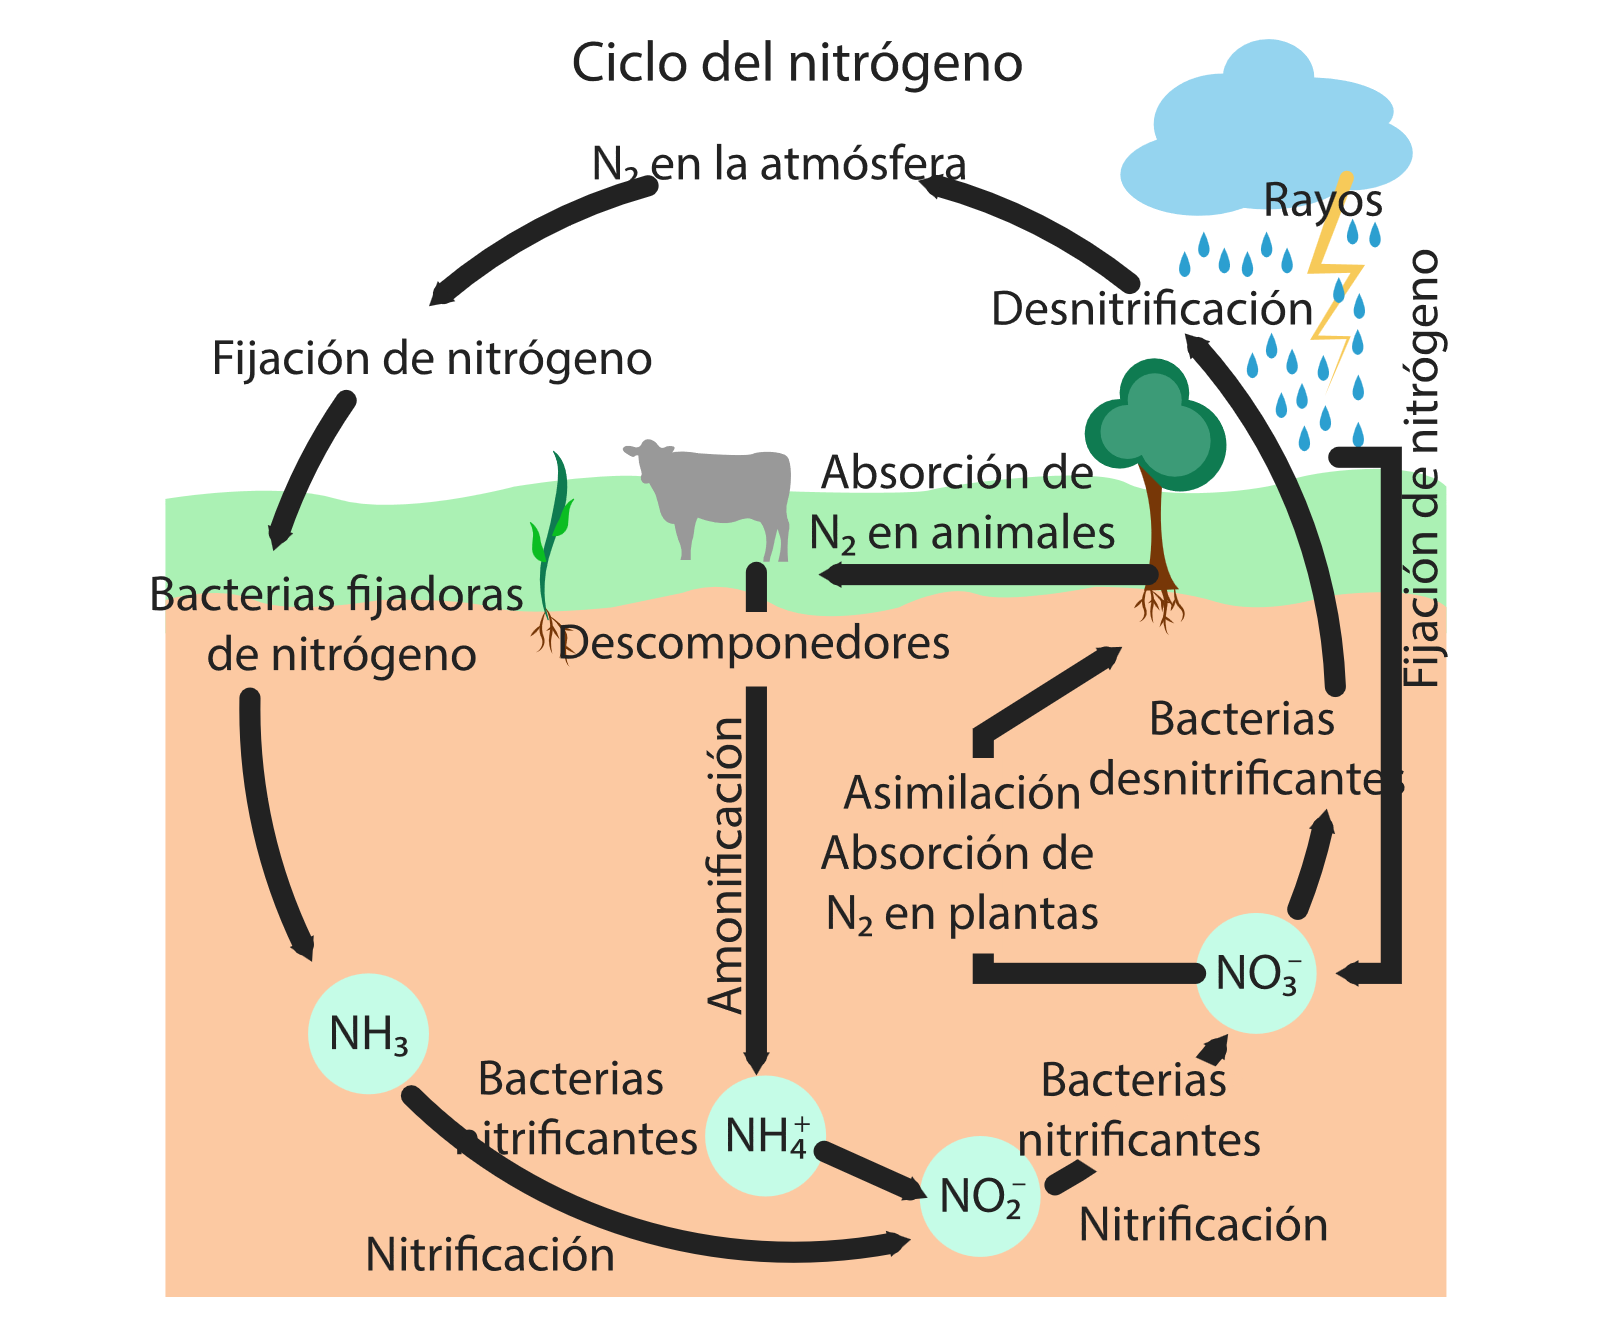 Ciclo del nitrógeno
N₂ en la atmósfera
Rayos
Desnitrificación
Fijación de nitrógeno
Fijación de nitrógeno
Absorción de
N₂ en animales
Bacterias fijadoras
de nitrógeno
Descomponedores
Bacterias
desnitrificantes
Amonificación
Asimilación
Absorción de
N₂ en plantas
NO₃⁻
NH₃
Bacterias
nitrificantes
NH₄⁺
Bacterias
nitrificantes
NO₂⁻
Nitrificación
Nitrificación